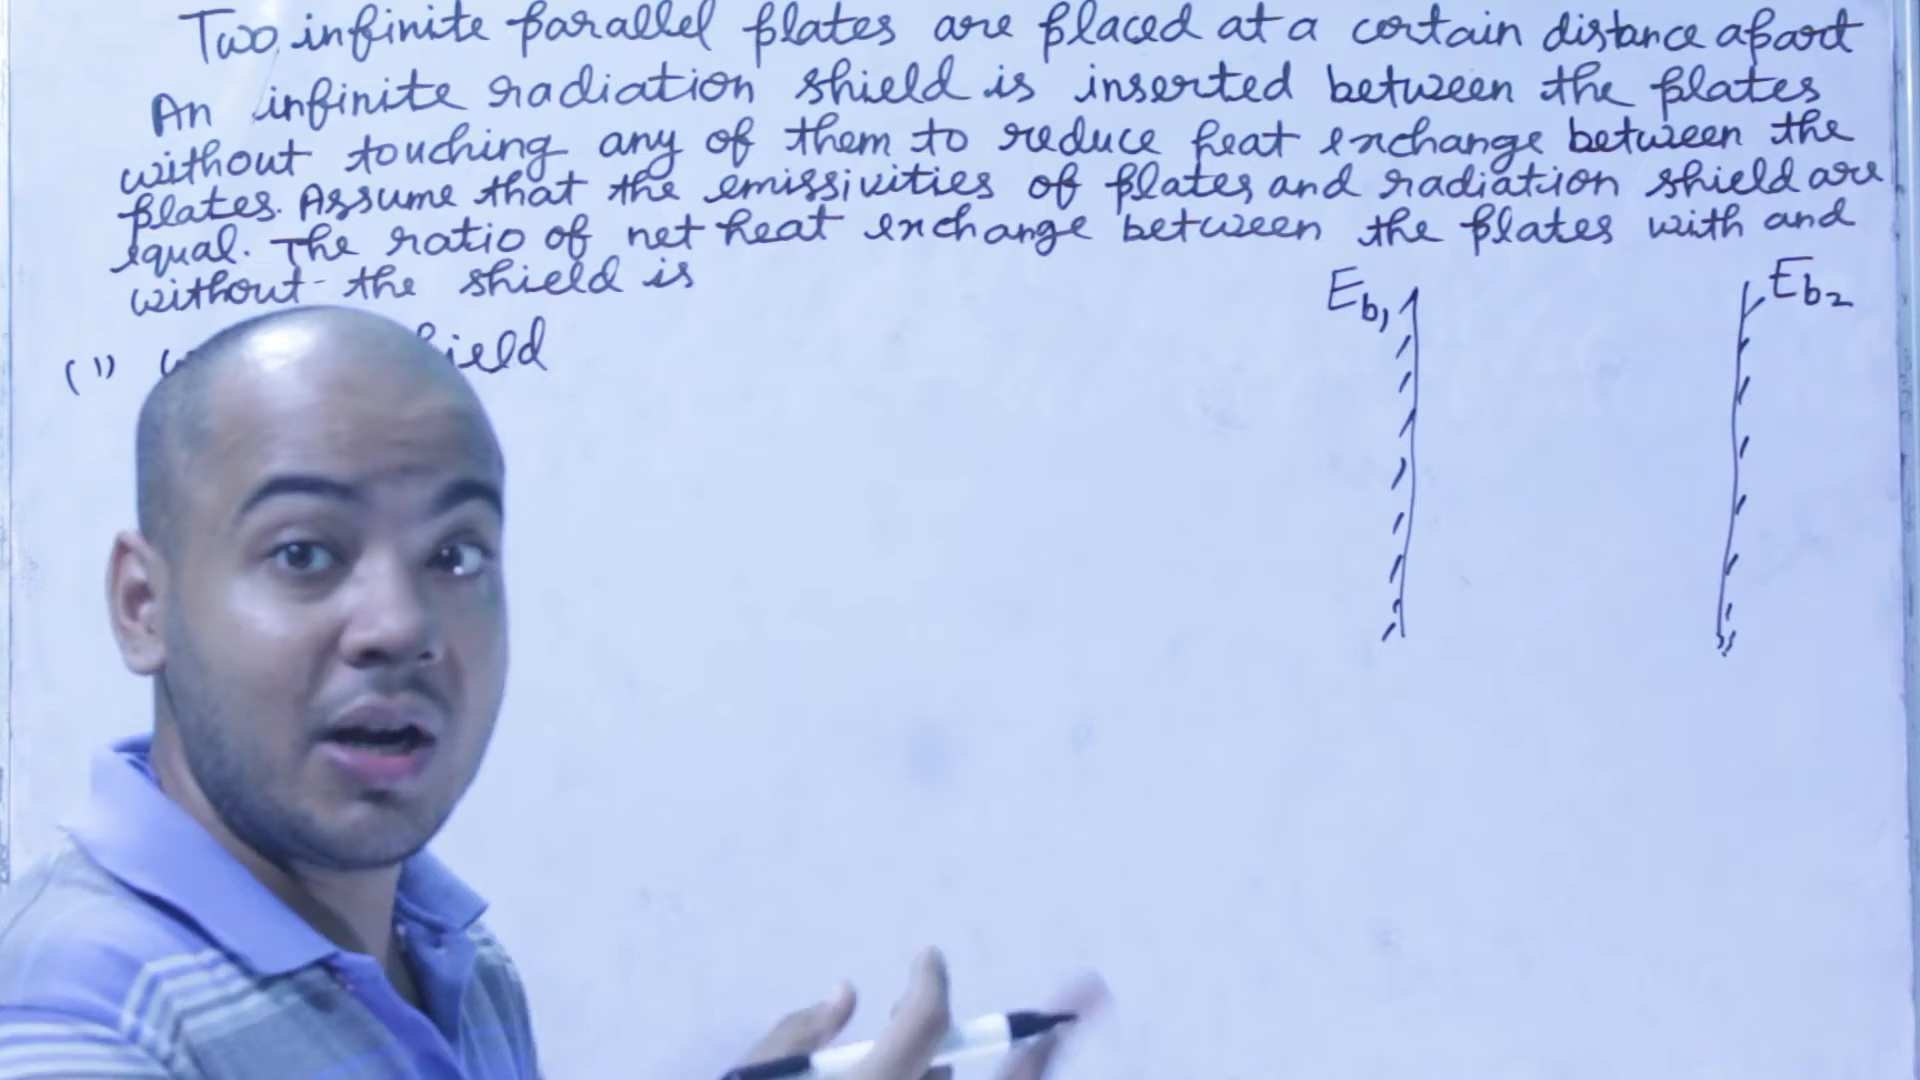 Two infinite parallel plates are placed at a certain distance apart
An infinite radiation shield is inserted between the plates
without touching any of them to reduce heat exchange between the
plates. Assume that the emissivities of plates and radiation shield are
equal. The ratio of net heat exchange between the plates with and
without the shield is
Eb1 Eb2
(1)